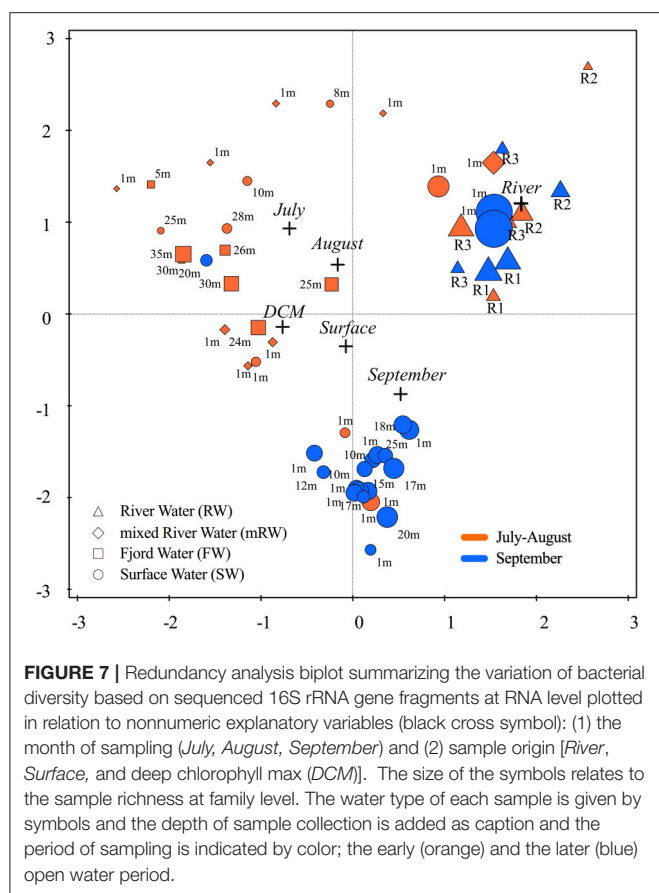 3
2
1
0
-1
-2
-3
-3
-2
-1
0
1
2
3
1m
8m
1m
R2
1m
1m
5m
1m
10m
1m
1m
R3
1m
River
R2
25m
28m
July
1m
R2
R3
R3
35m
26m
August
30m
20m
30m
25m
R3
R1
R1
R1
DCM
Surface
1m
24m
1m
1m
1m
September
1m
18m
1m
1m
25m
10m
1m
12m
10m
17m
1m
15m
1m
17m
1m
1m
20m
1m
River Water (RW)
mixed River Water (mRW)
Fjord Water (FW)
Surface Water (SW)
July-August
September
FIGURE 7 | Redundancy analysis biplot summarizing the variation of bacterial
diversity based on sequenced 16S rRNA gene fragments at RNA level plotted
in relation to nonnumeric explanatory variables (black cross symbol): (1) the
month of sampling (July, August, September) and (2) sample origin [River,
Surface, and deep chlorophyll max (DCM)]. The size of the symbols relates to
the sample richness at family level. The water type of each sample is given by
symbols and the depth of sample collection is added as caption and the
period of sampling is indicated by color; the early (orange) and the later (blue)
open water period.